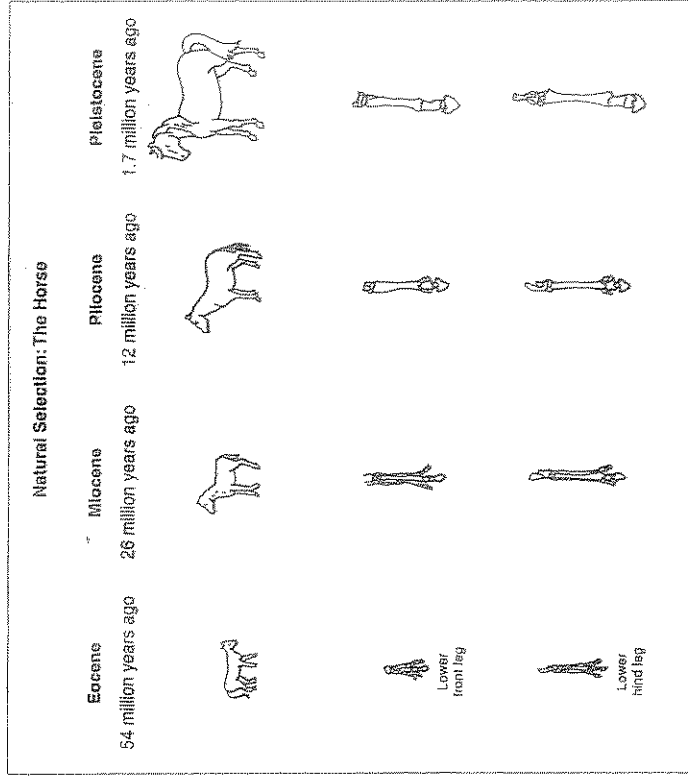 Natural Selection: The Horse
Eocene
54 million years ago
Miocene
26 million years ago
Pliocene
12 million years ago
Pleistocene
1.7 million years ago
Lower
front leg
Lower
hind leg